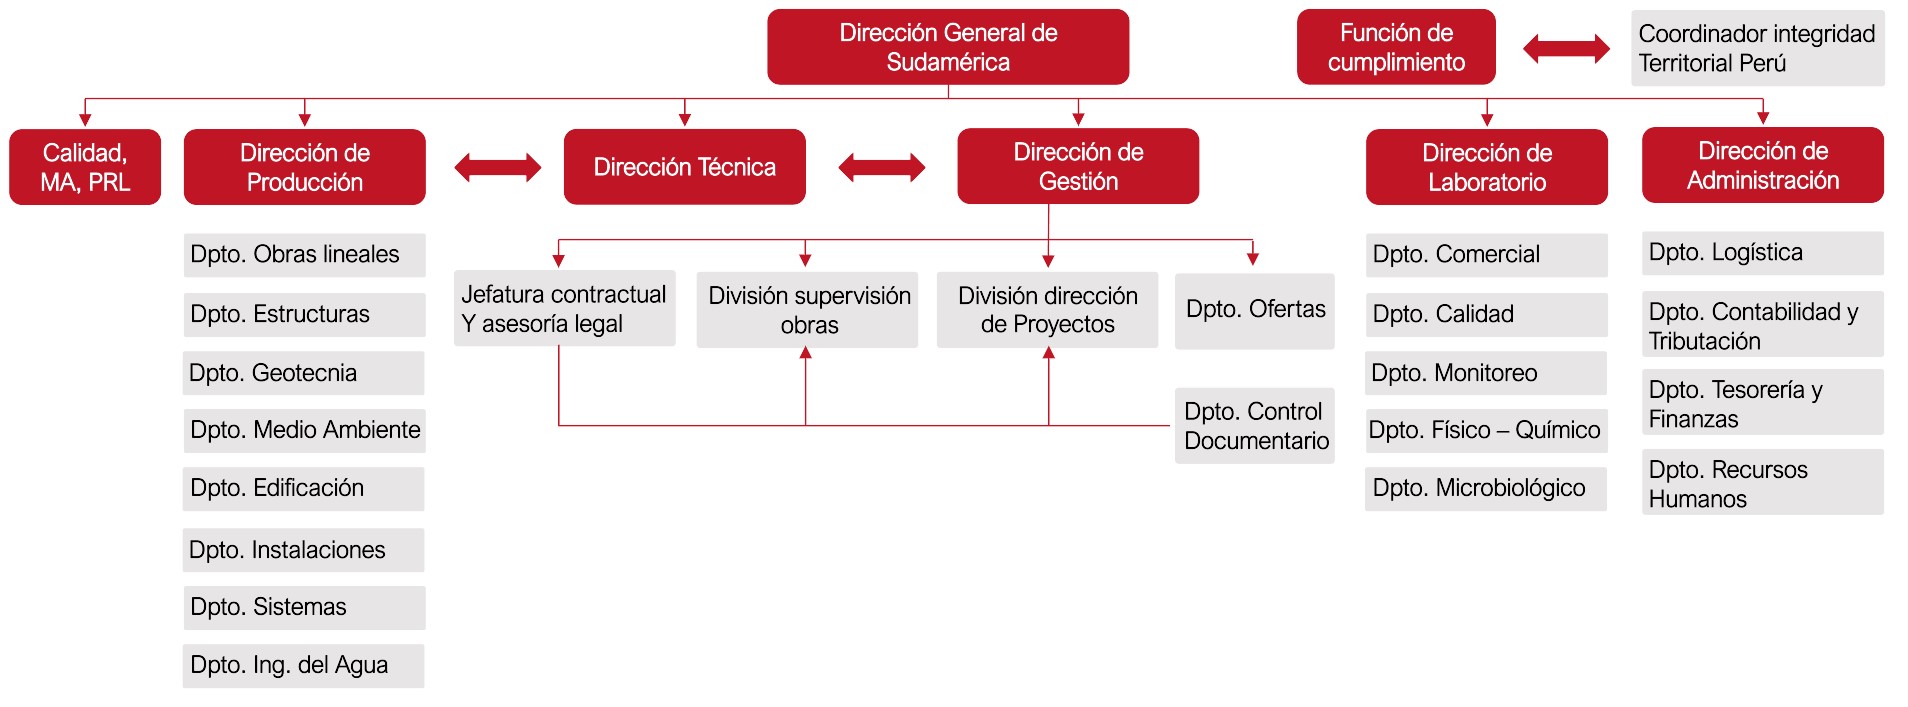 Dirección General de
Sudamérica
Función de
cumplimiento
Coordinador integridad
Territorial Perú
Calidad,
MA, PRL
Dirección de
Producción
Dirección Técnica
Dirección de
Gestión
Dirección de
Laboratorio
Dirección de
Administración
Dpto. Obras lineales
Dpto. Estructuras
Dpto. Geotecnia
Dpto. Medio Ambiente
Dpto. Edificación
Dpto. Instalaciones
Dpto. Sistemas
Dpto. Ing. del Agua
Jefatura contractual
Y asesoría legal
División supervisión
obras
División dirección
de Proyectos
Dpto. Ofertas
Dpto. Control
Documentario
Dpto. Comercial
Dpto. Calidad
Dpto. Monitoreo
Dpto. Físico – Químico
Dpto. Microbiológico
Dpto. Logística
Dpto. Contabilidad y
Tributación
Dpto. Tesorería y
Finanzas
Dpto. Recursos
Humanos